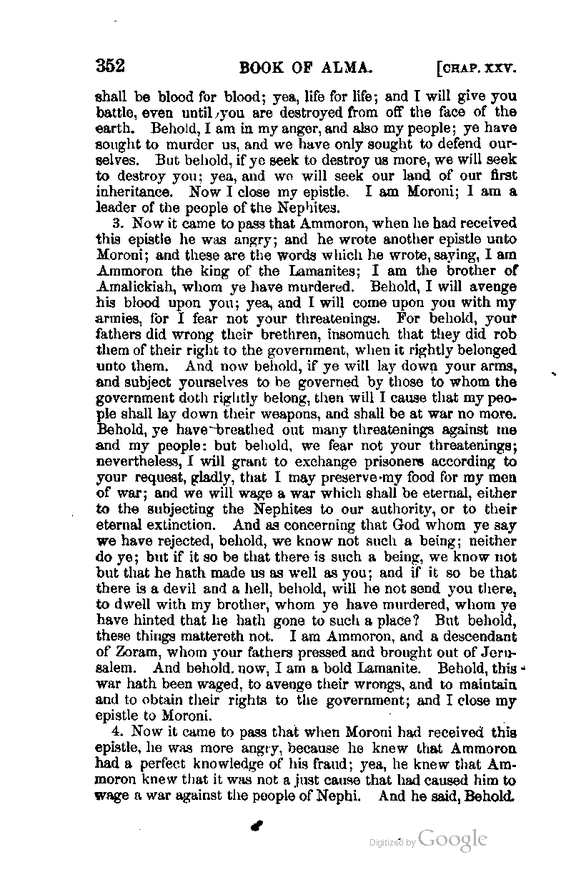 352 BOOK OF ALMA. [CHAP. XXV.
shall be blood for blood; yea, life for life; and I will give you
battle, even until you are destroyed from off the face of the
earth. Behold, I am in my anger, and also my people; ye have
sought to murder us, and we have only sought to defend our-
selves. But behold, if ye seek to destroy us more, we will seek
to destroy you; yea, and we will seek our land of our first
inheritance. Now I close my epistle. I am Moroni; I am a
leader of the people of the Nephites.
3. Now it came to pass that Ammoron, when he had received
this epistle he was angry; and he wrote another epistle unto
Moroni; and these are the words which he wrote, saying, I am
Ammoron the king of the Lamanites; I am the brother of
Amalickiah, whom ye have murdered. Behold, I will avenge
his blood upon you; yea, and I will come upon you with my
armies, for I fear not your threatenings. For behold, your
fathers did wrong their brethren, insomuch that they did rob
them of their right to the government, when it rightly belonged
unto them. And now behold, if ye will lay down your arms,
and subject yourselves to be governed by those to whom the
government doth rightly belong, then will I cause that my peo-
ple shall lay down their weapons, and shall be at war no more.
Behold, ye have breathed out many threatenings against me
and my people: but behold, we fear not your threatenings;
nevertheless, I will grant to exchange prisoners according to
your request, gladly, that I may preserve my food for my men
of war; and we will wage a war which shall be eternal, either
to the subjecting the Nephites to our authority, or to their
eternal extinction. And as concerning that God whom ye say
we have rejected, behold, we know not such a being; neither
do ye; but if it so be that there is such a being, we know not
but that he hath made us as well as you; and if it so be that
there is a devil and a hell, behold, will he not send you there,
to dwell with my brother, whom ye have murdered, whom ye
have hinted that he hath gone to such a place? But behold,
these things mattereth not. I am Ammoron, and a descendant
of Zoram, whom your fathers pressed and brought out of Jeru-
salem. And behold, now, I am a bold Lamanite. Behold, this
war hath been waged, to avenge their wrongs, and to maintain
and to obtain their rights to the government; and I close my
epistle to Moroni.
4. Now it came to pass that when Moroni had received this
epistle, he was more angry, because he knew that Ammoron
had a perfect knowledge of his fraud; yea, he knew that Am-
moron knew that it was not a just cause that had caused him to
wage a war against the people of Nephi. And he said, Behold.
Digitized by Google